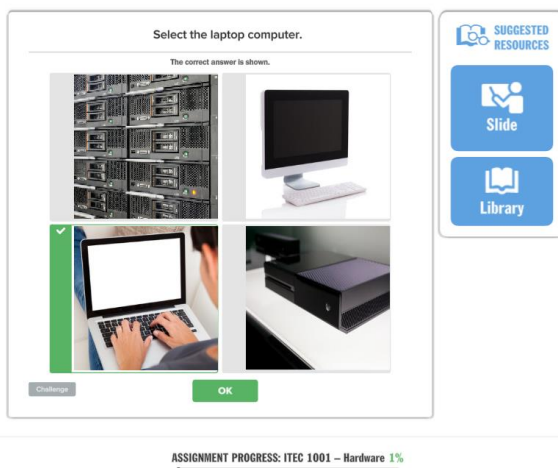 Select the laptop computer.
The correct answer is shown.
Challenge
OK
SUGGESTED
RESOURCES
Slide
Library
ASSIGNMENT PROGRESS: ITEC 1001 – Hardware 1%